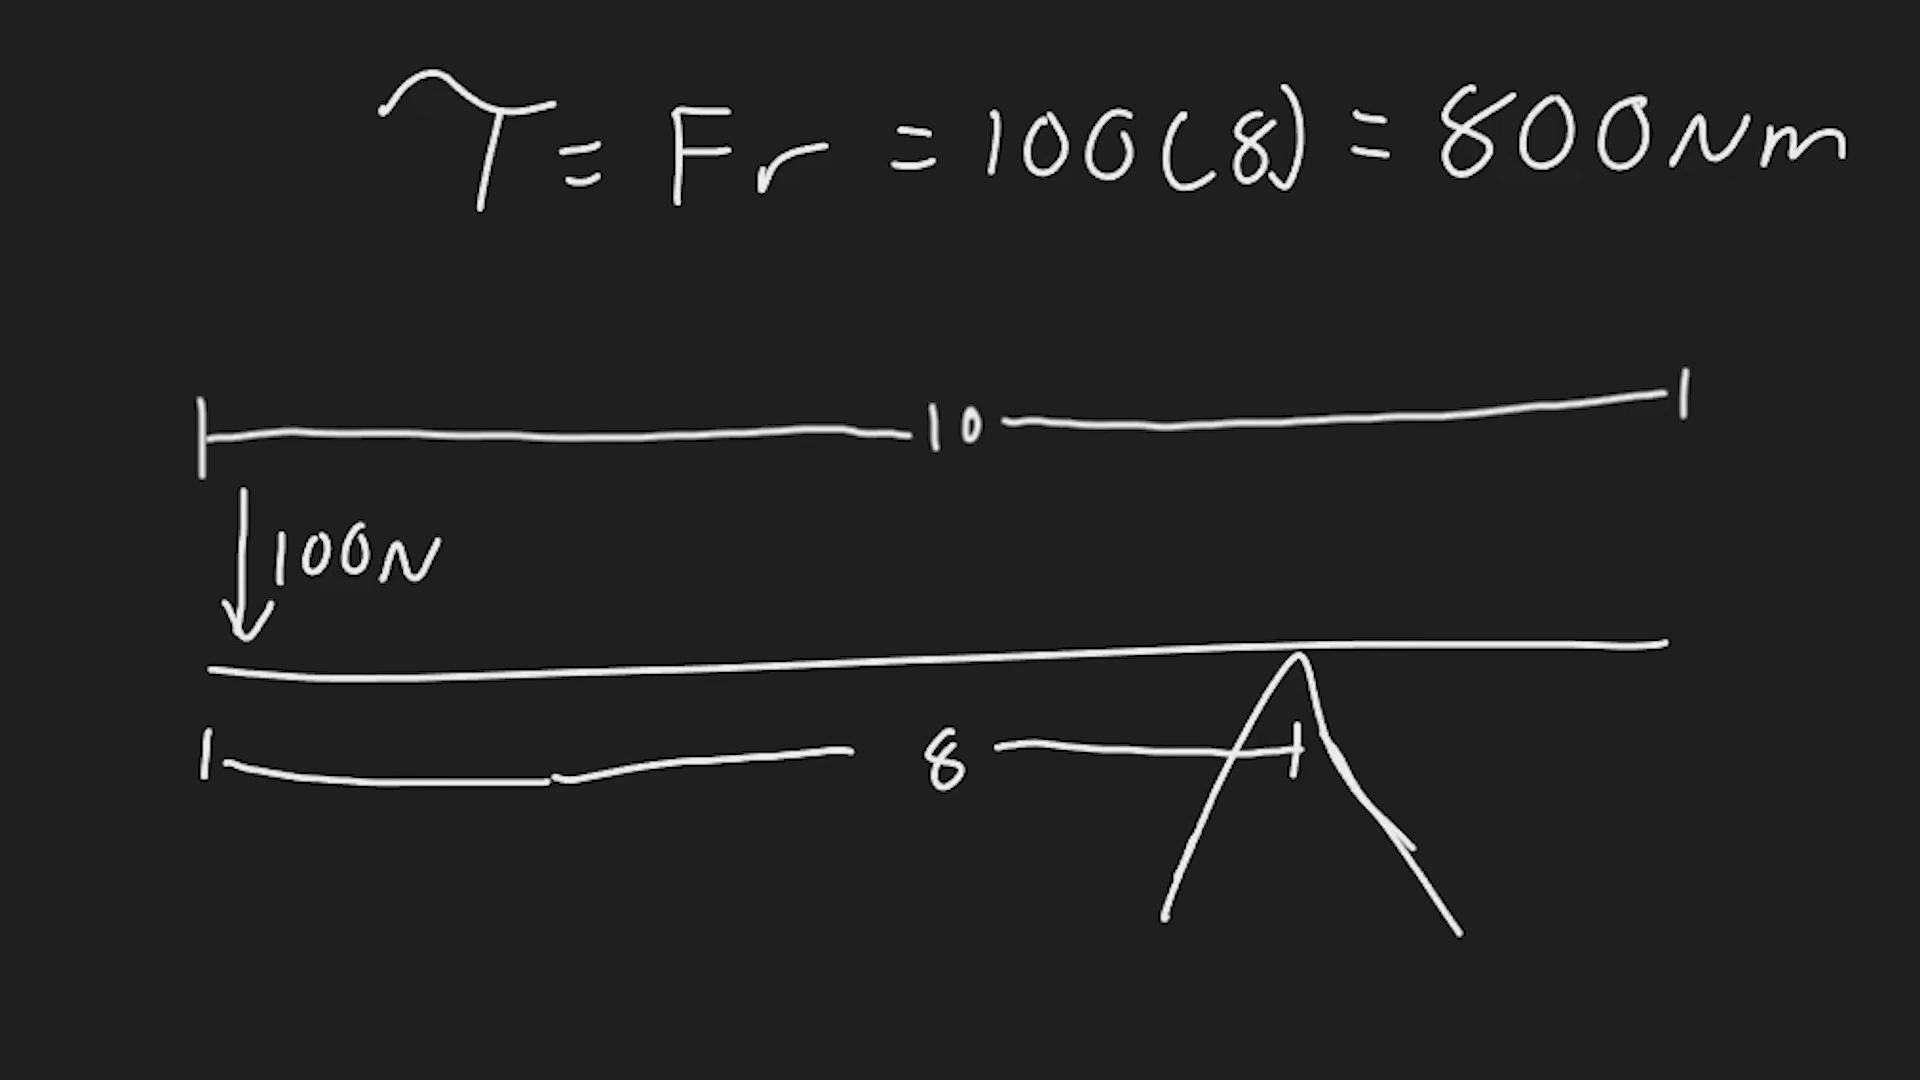 τ = Fr = 100(8) = 800Nm
10
100N
8